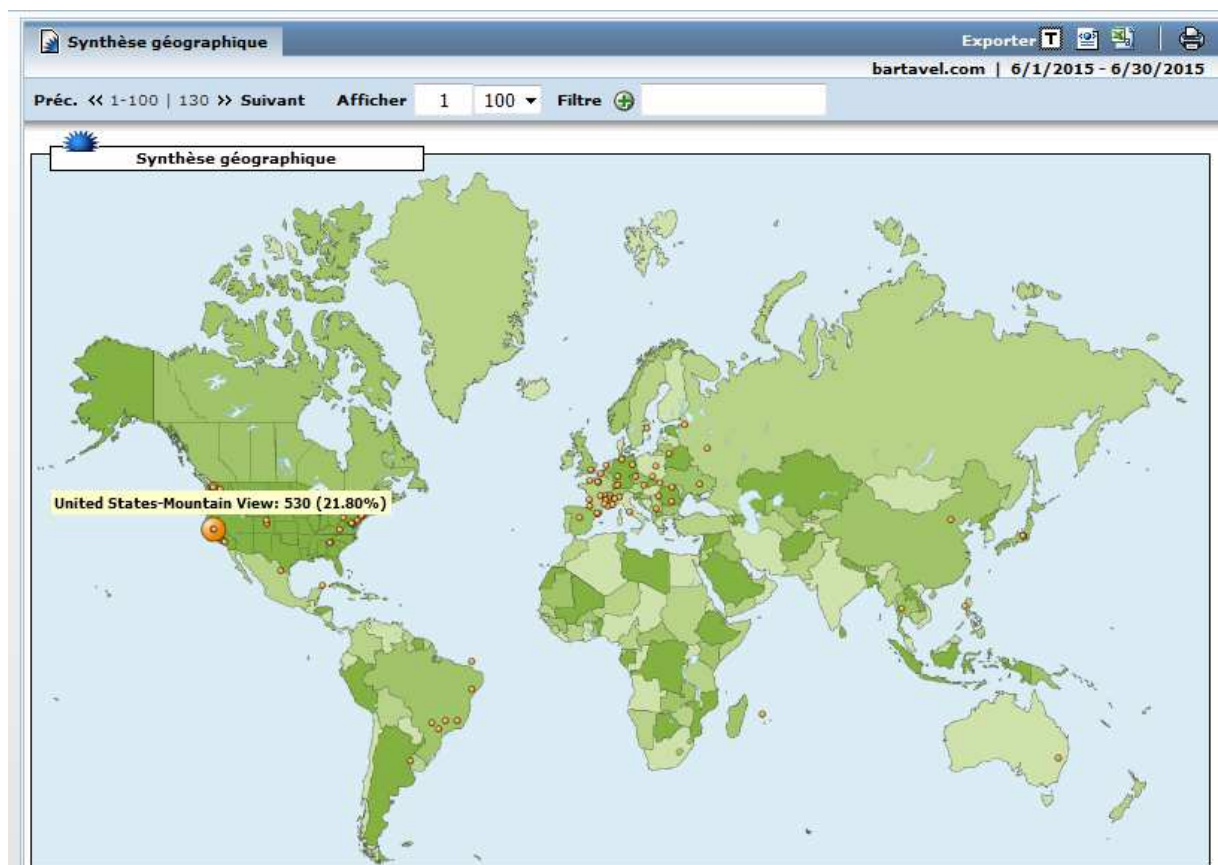 Synthèse géographique
Exporter T
bartavel.com | 6/1/2015 - 6/30/2015
Préc. « 1-100 | 130 » Suivant Afficher 1 100 Filtre
Synthèse géographique
United States-Mountain View: 530 (21.80%)